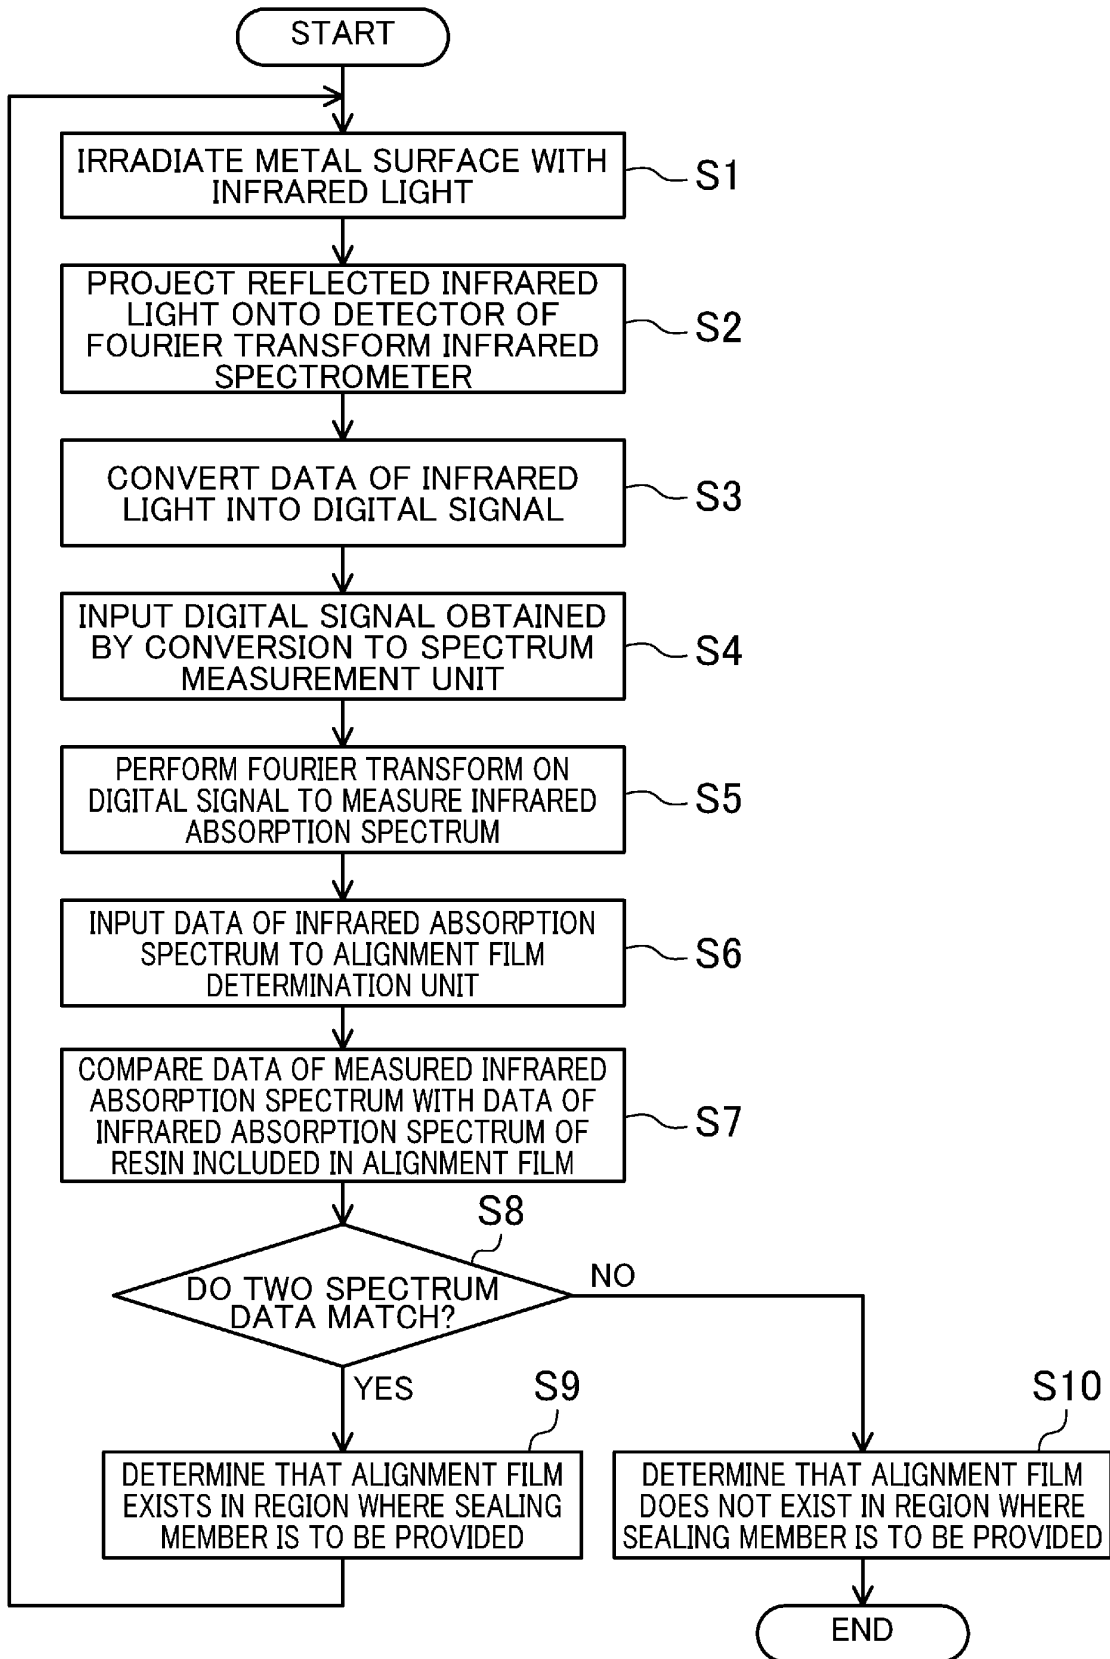 START
IRRADIATE METAL SURFACE WITH
INFRARED LIGHT
S1
PROJECT REFLECTED INFRARED
LIGHT ONTO DETECTOR OF
FOURIER TRANSFORM INFRARED
SPECTROMETER
S2
CONVERT DATA OF INFRARED
LIGHT INTO DIGITAL SIGNAL
S3
INPUT DIGITAL SIGNAL OBTAINED
BY CONVERSION TO SPECTRUM
MEASUREMENT UNIT
S4
PERFORM FOURIER TRANSFORM ON
DIGITAL SIGNAL TO MEASURE INFRARED
ABSORPTION SPECTRUM
S5
INPUT DATA OF INFRARED ABSORPTION
SPECTRUM TO ALIGNMENT FILM
DETERMINATION UNIT
S6
COMPARE DATA OF MEASURED INFRARED
ABSORPTION SPECTRUM WITH DATA OF
INFRARED ABSORPTION SPECTRUM OF
RESIN INCLUDED IN ALIGNMENT FILM
S7
S8
DO TWO SPECTRUM
DATA MATCH?
NO
YES
S9
DETERMINE THAT ALIGNMENT FILM
EXISTS IN REGION WHERE SEALING
MEMBER IS TO BE PROVIDED
S10
DETERMINE THAT ALIGNMENT FILM
DOES NOT EXIST IN REGION WHERE
SEALING MEMBER IS TO BE PROVIDED
END